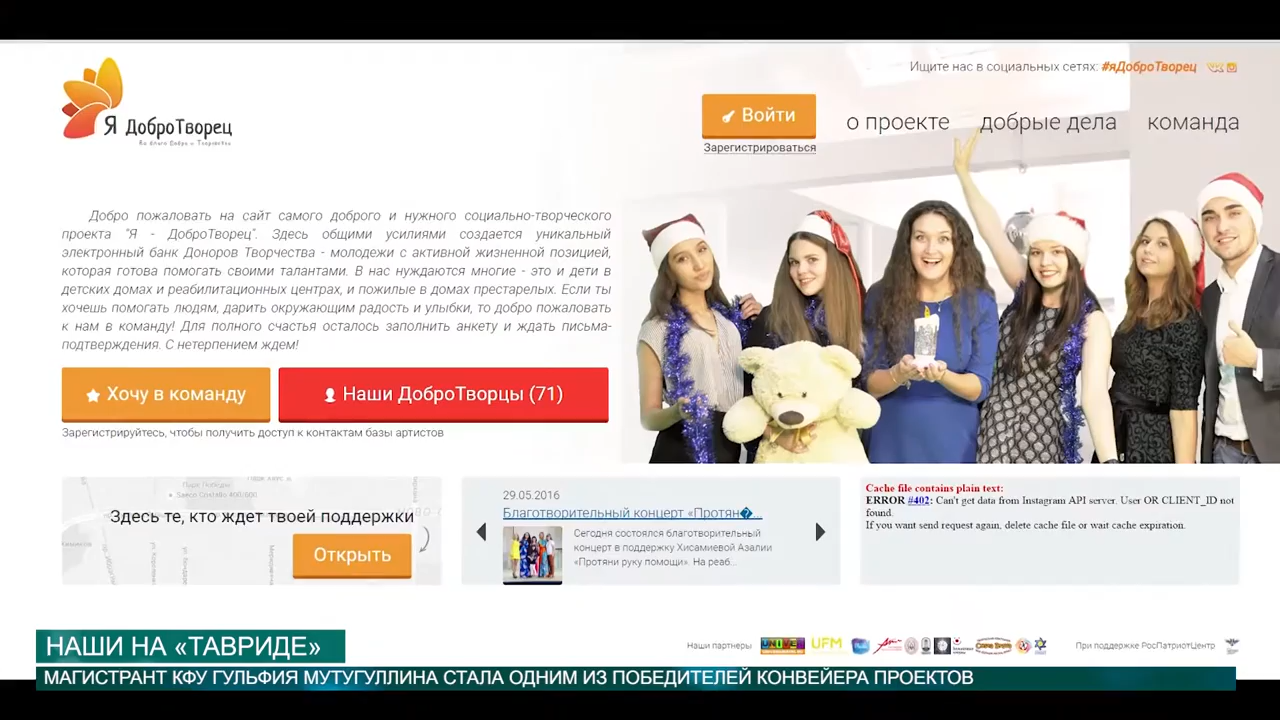 Ищите нас в социальных сетях: #яДоброТворец
Я ДоброТворец
На благо Добра и Творчества
Войти
Зарегистрироваться
о проекте добрые дела команда
Добро пожаловать на сайт самого доброго и нужного социально-творческого
проекта "Я - ДоброТворец". Здесь общими усилиями создается уникальный
электронный банк Доноров Творчества - молодежи с активной жизненной позицией,
которая готова помогать своими талантами. В нас нуждаются многие - это и дети в
детских домах и реабилитационных центрах, и пожилые в домах престарелых. Если ты
хочешь помогать людям, дарить окружающим радость и улыбки, то добро пожаловать
к нам в команду! Для полного счастья осталось заполнить анкету и ждать письма-
подтверждения. С нетерпением ждем!
Хочу в команду
Наши ДоброТворцы (71)
Зарегистрируйтесь, чтобы получить доступ к контактам базы артистов
Здесь те, кто ждет твоей поддержки
Открыть
29.05.2016
Благотворительный концерт «Протян�...
Сегодня состоялся благотворительный
концерт в поддержку Хисамиевой Азалии
«Протяни руку помощи». На реаб...
Cache file contains plain text:
ERROR #402: Can't get data from Instagram API server. User OR CLIENT_ID not
found.
If you want send request again, delete cache file or wait cache expiration.
Наши партнеры
UNIVER
UFM
При поддержке РосПатриотЦентр
НАШИ НА «ТАВРИДЕ»
МАГИСТРАНТ КФУ ГУЛЬФИЯ МУТУГУЛЛИНА СТАЛА ОДНИМ ИЗ ПОБЕДИТЕЛЕЙ КОНВЕЙЕРА ПРОЕКТОВ